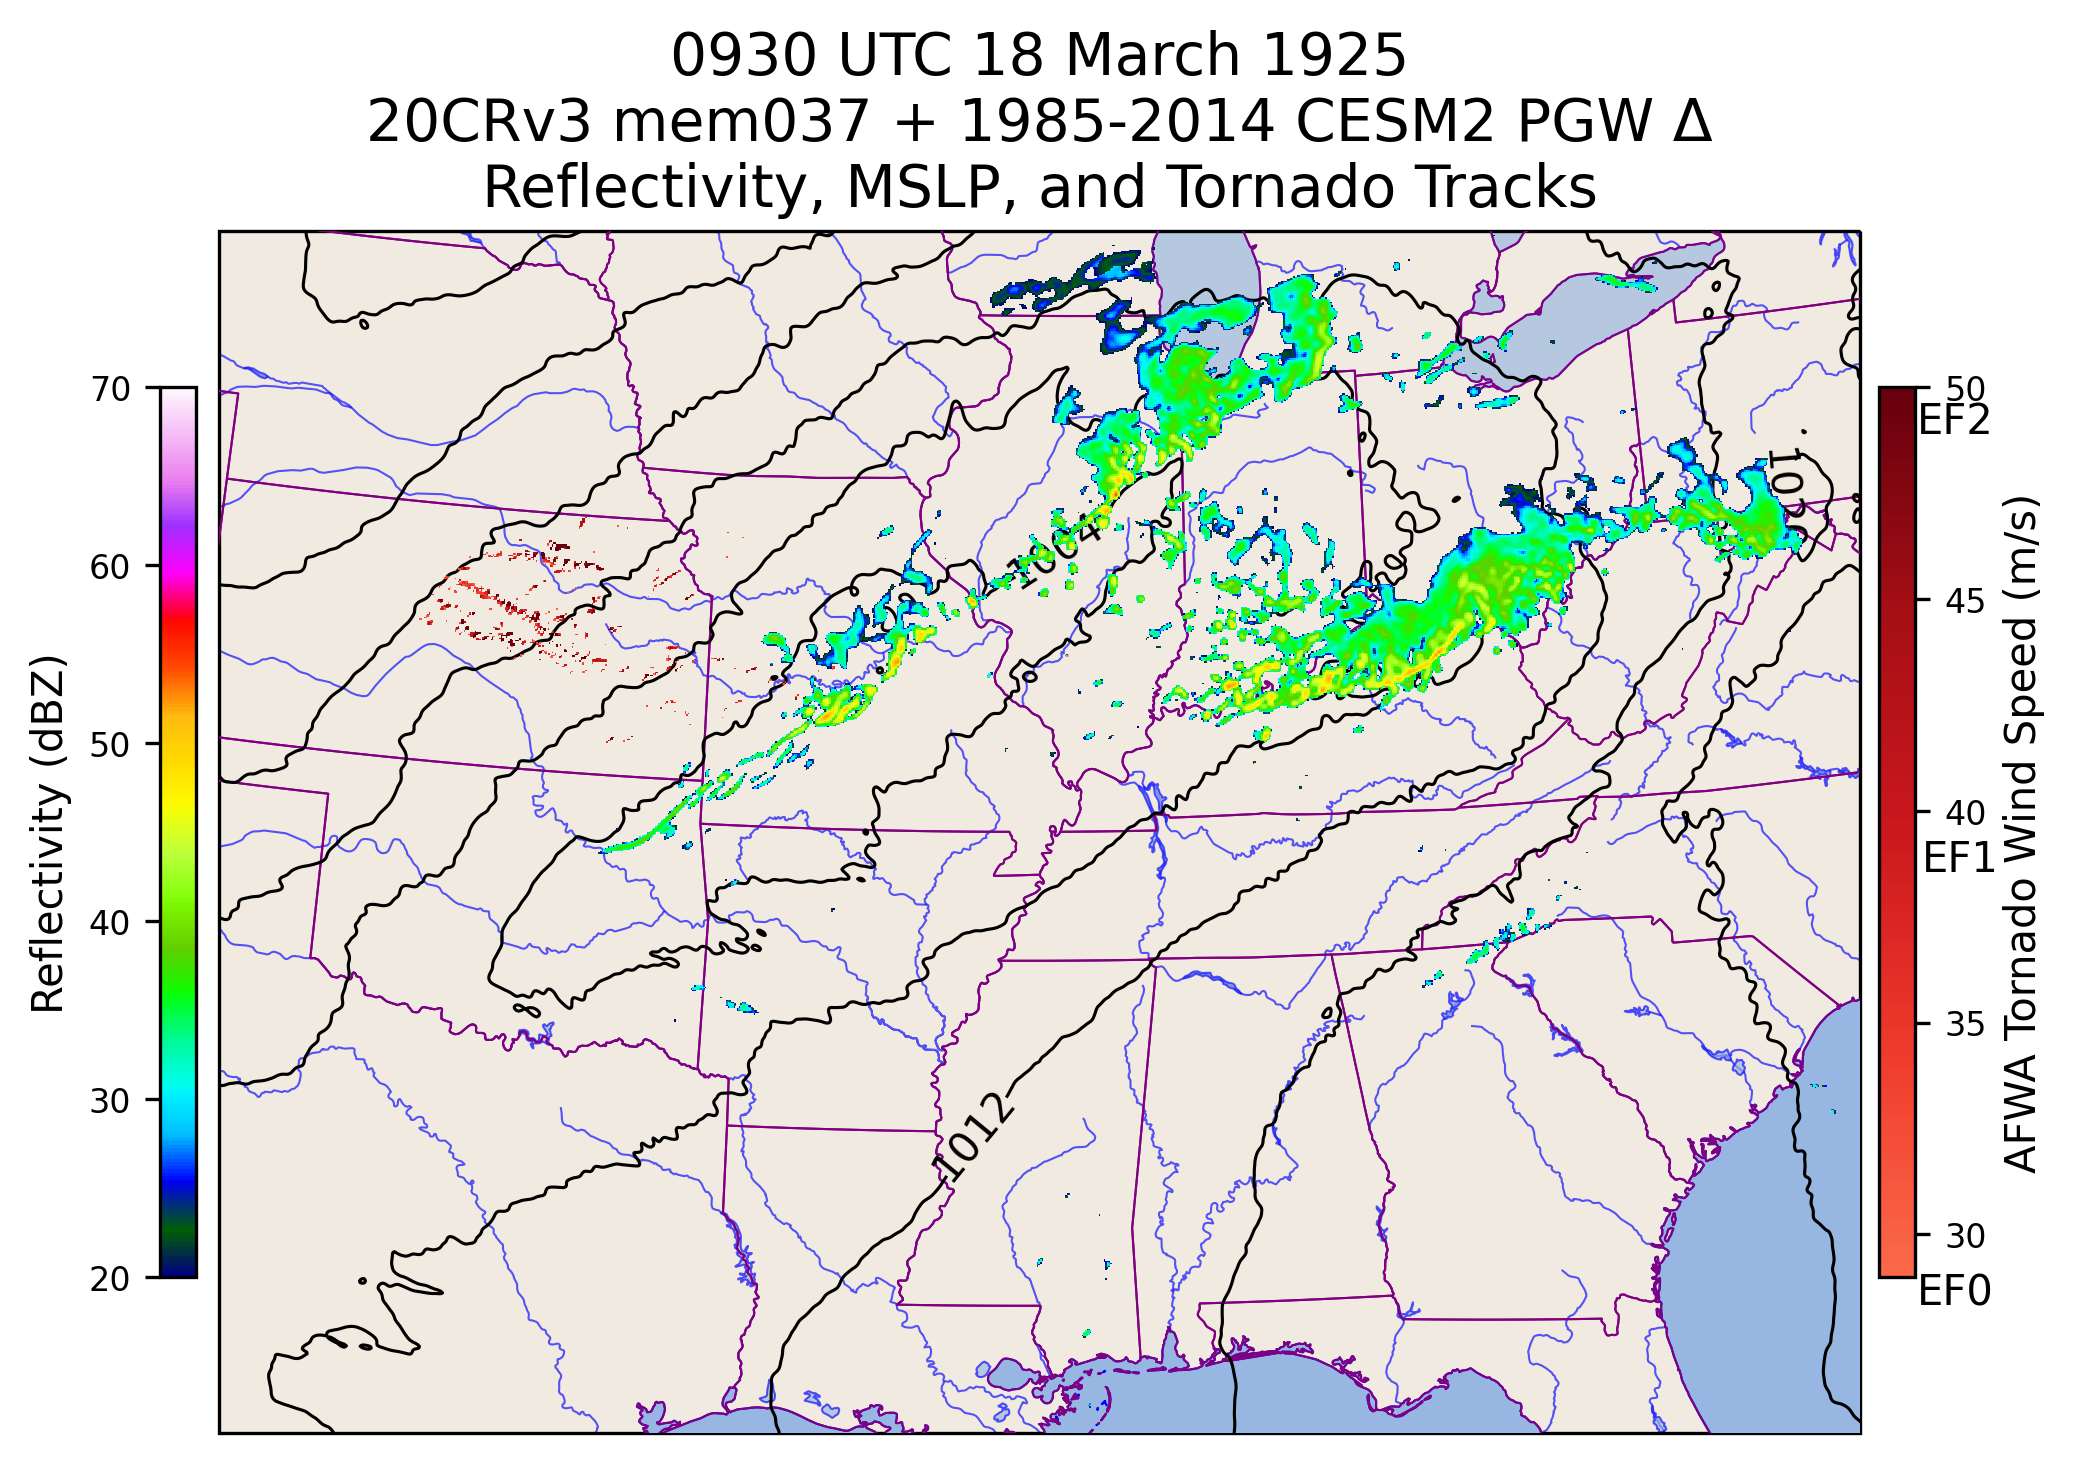 0930 UTC 18 March 1925
20CRv3 mem037 + 1985-2014 CESM2 PGW Δ
Reflectivity, MSLP, and Tornado Tracks
Reflectivity (dBZ)
70
60
50
40
30
20
1004
1012
50
EF2
45
40
EF1
35
30
EF0
AFWA Tornado Wind Speed (m/s)